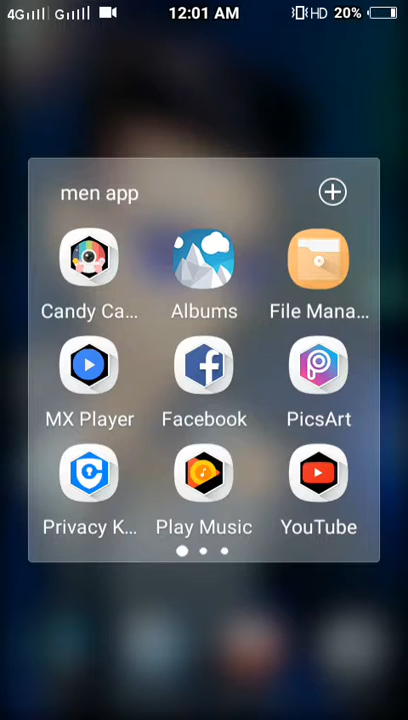 4G G 12:01 AM HD 20%
men app
Candy Ca... Albums File Mana...
MX Player Facebook PicsArt
Privacy K... Play Music YouTube